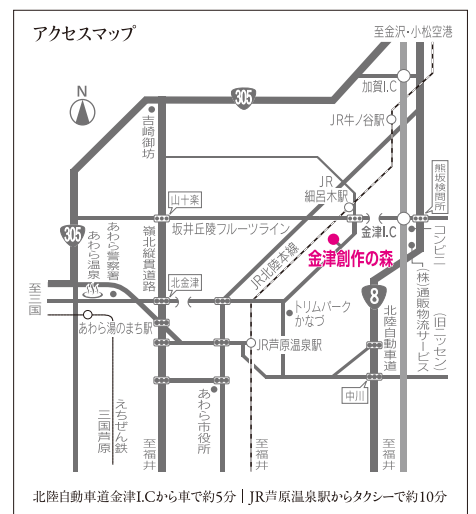 アクセスマップ
至金沢・小松空港
N
305
加賀I.C
吉崎御坊
JR牛ノ谷駅
熊坂検問所
JR
細呂木駅
山十楽
305
坂井丘陵フルーツライン
金津I.C
コンビニ
あわら警察署
あわら温泉
嶺北縦貫道路
金津創作の森
JR北陸本線
(株)通販物流サービス
(旧ニッセン)
北金津
至三国
8
トリムパーク
かなづ
北陸自動車道
あわら湯のまち駅
JR芦原温泉駅
中川
あわら市役所
えちぜん鉄
三国芦原
至福井
至福井
至福井
北陸自動車道金津I.Cから車で約5分 | JR芦原温泉駅からタクシーで約10分